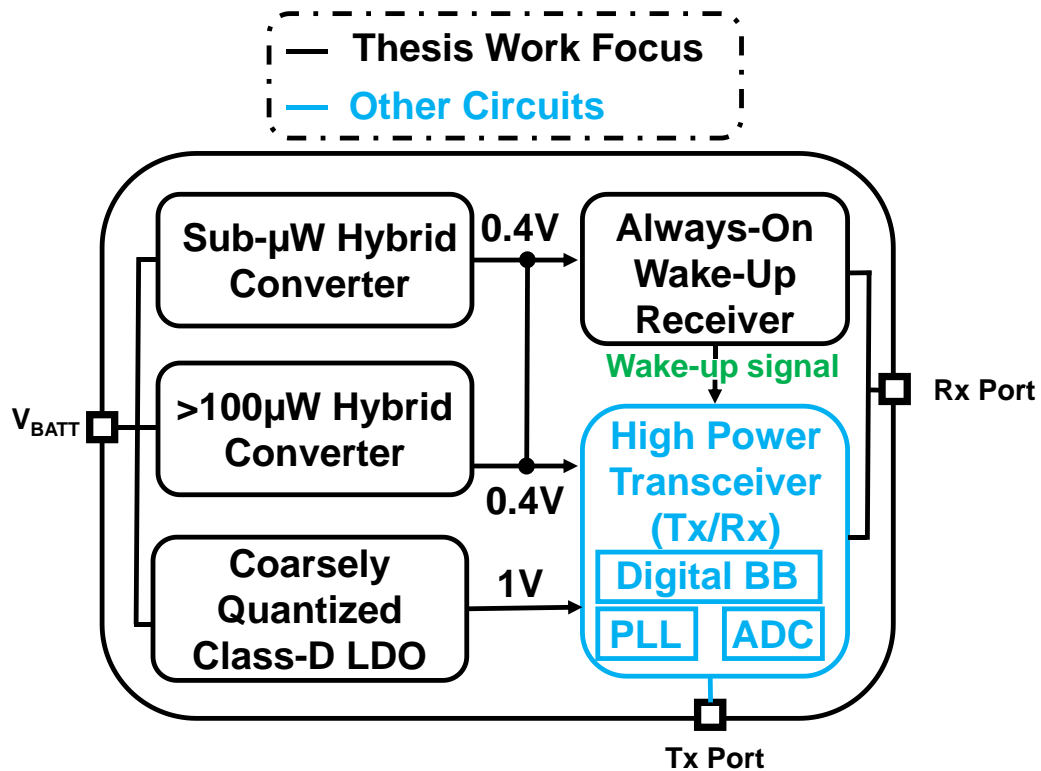 Thesis Work Focus
Other Circuits
Sub-µW Hybrid
Converter
0.4V
Always-On
Wake-Up
Receiver
Wake-up signal
V_BATT
>100µW Hybrid
Converter
0.4V
Rx Port
High Power
Transceiver
(Tx/Rx)
Digital BB
PLL
ADC
Coarsely
Quantized
Class-D LDO
1V
Tx Port